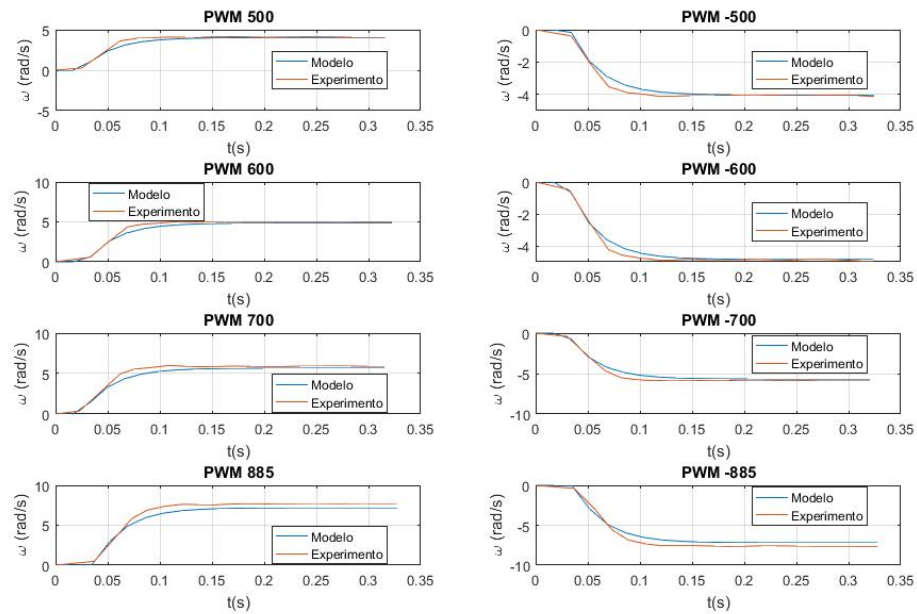 PWM 500
5
0
-5
ω (rad/s)
Modelo
Experimento
0 0.05 0.1 0.15 0.2 0.25 0.3 0.35
t(s)
PWM -500
0
-2
-4
ω (rad/s)
Modelo
Experimento
0 0.05 0.1 0.15 0.2 0.25 0.3 0.35
t(s)
PWM 600
10
5
0
ω (rad/s)
Modelo
Experimento
0 0.05 0.1 0.15 0.2 0.25 0.3 0.35
t(s)
PWM -600
0
-2
-4
ω (rad/s)
Modelo
Experimento
0 0.05 0.1 0.15 0.2 0.25 0.3 0.35
t(s)
PWM 700
10
5
0
ω (rad/s)
Modelo
Experimento
0 0.05 0.1 0.15 0.2 0.25 0.3 0.35
t(s)
PWM -700
0
-5
-10
ω (rad/s)
Modelo
Experimento
0 0.05 0.1 0.15 0.2 0.25 0.3 0.35
t(s)
PWM 885
10
5
0
ω (rad/s)
Modelo
Experimento
0 0.05 0.1 0.15 0.2 0.25 0.3 0.35
t(s)
PWM -885
0
-5
-10
ω (rad/s)
Modelo
Experimento
0 0.05 0.1 0.15 0.2 0.25 0.3 0.35
t(s)